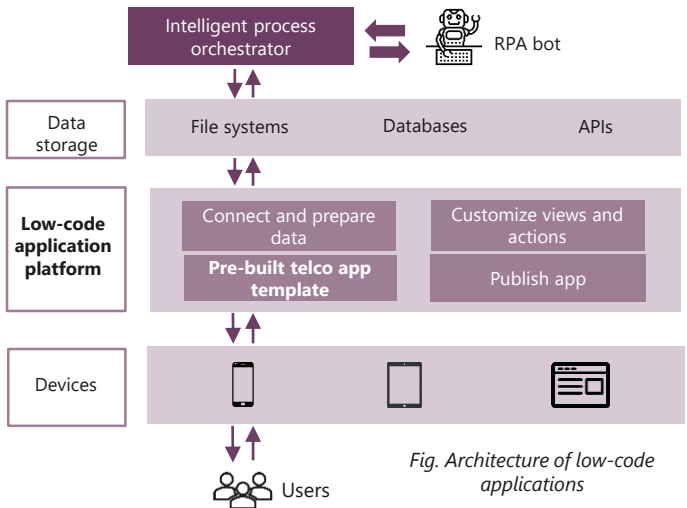 Intelligent process
orchestrator
RPA bot
Data
storage
File systems
Databases
APIs
Low-code
application
platform
Connect and prepare
data
Customize views and
actions
Pre-built telco app
template
Publish app
Devices
Users
Fig. Architecture of low-code
applications